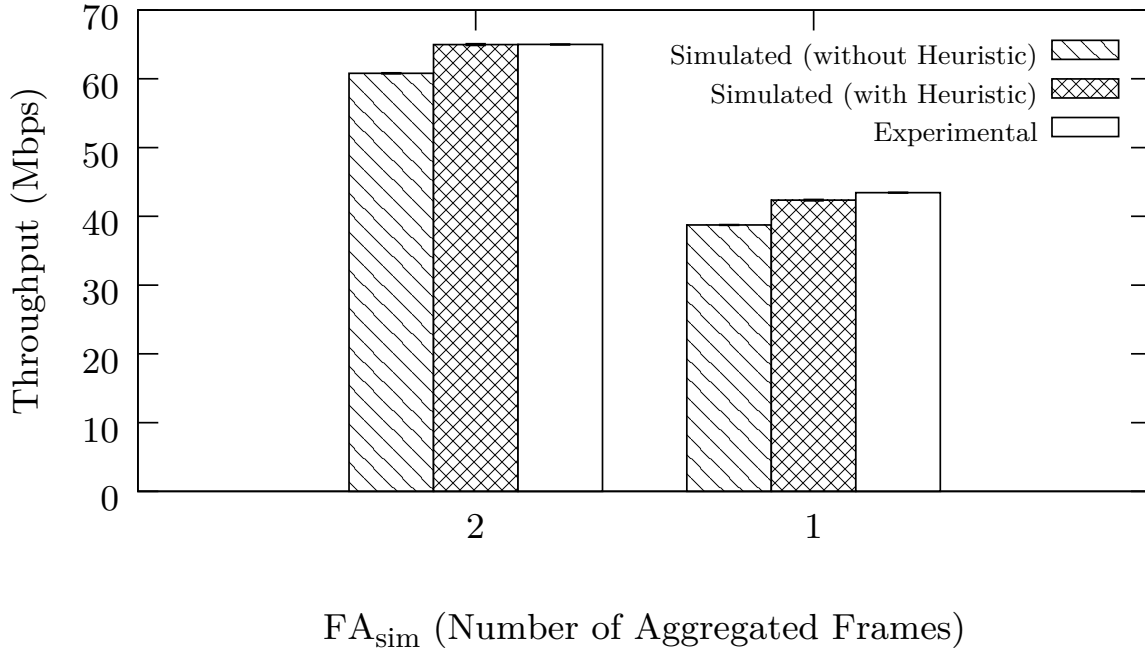 70
60
50
40
30
20
10
0
Throughput (Mbps)
Simulated (without Heuristic)
Simulated (with Heuristic)
Experimental
2 1
FAsim (Number of Aggregated Frames)